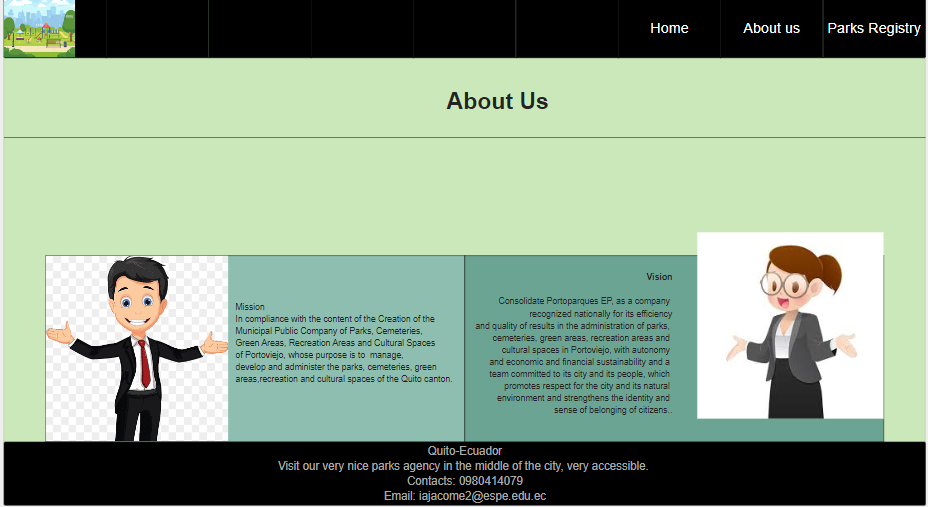 Home
About us
Parks Registry
About Us
Mission
In compliance with the content of the Creation of the
Municipal Public Company of Parks, Cemeteries,
Green Areas, Recreation Areas and Cultural Spaces
of Portoviejo, whose purpose is to manage,
develop and administer the parks, cemeteries, green
areas,recreation and cultural spaces of the Quito canton.
Vision
Consolidate Portoparques EP, as a company
recognized nationally for its efficiency
and quality of results in the administration of parks,
cemeteries, green areas, recreation areas and
cultural spaces in Portoviejo, with autonomy
and economic and financial sustainability and a
team committed to its city and its people, which
promotes respect for the city and its natural
environment and strengthens the identity and
sense of belonging of citizens..
Quito-Ecuador
Visit our very nice parks agency in the middle of the city, very accessible.
Contacts: 0980414079
Email: iajacome2@espe.edu.ec